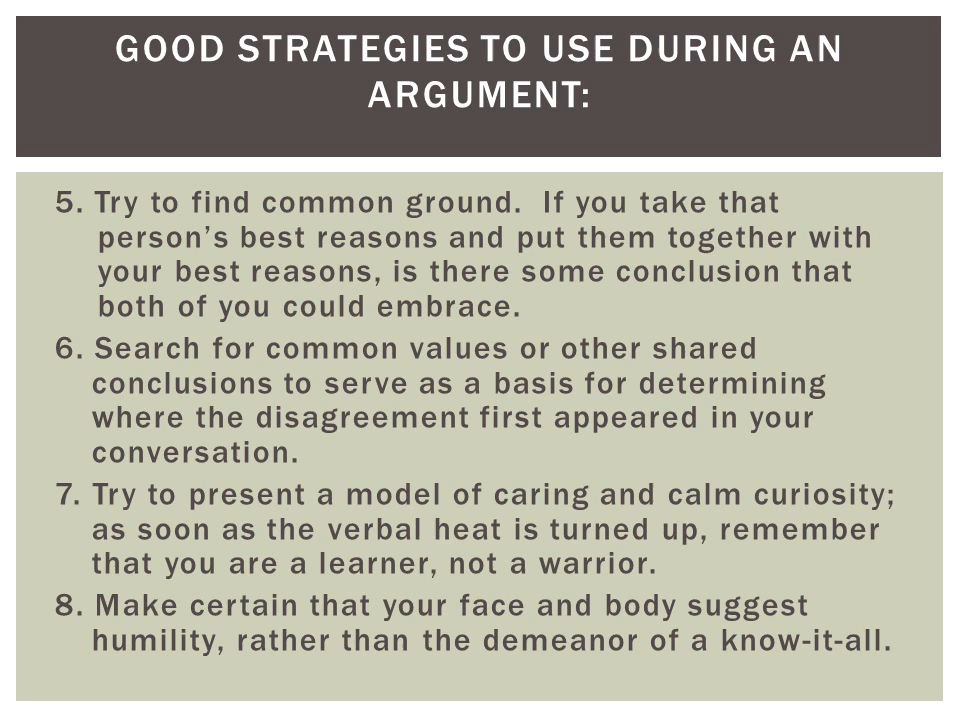 GOOD STRATEGIES TO USE DURING AN
ARGUMENT:
5. Try to find common ground.  If you take that
person’s best reasons and put them together with
your best reasons, is there some conclusion that
both of you could embrace.
6. Search for common values or other shared
conclusions to serve as a basis for determining
where the disagreement first appeared in your
conversation.
7. Try to present a model of caring and calm curiosity;
as soon as the verbal heat is turned up, remember
that you are a learner, not a warrior.
8. Make certain that your face and body suggest
humility, rather than the demeanor of a know-it-all.